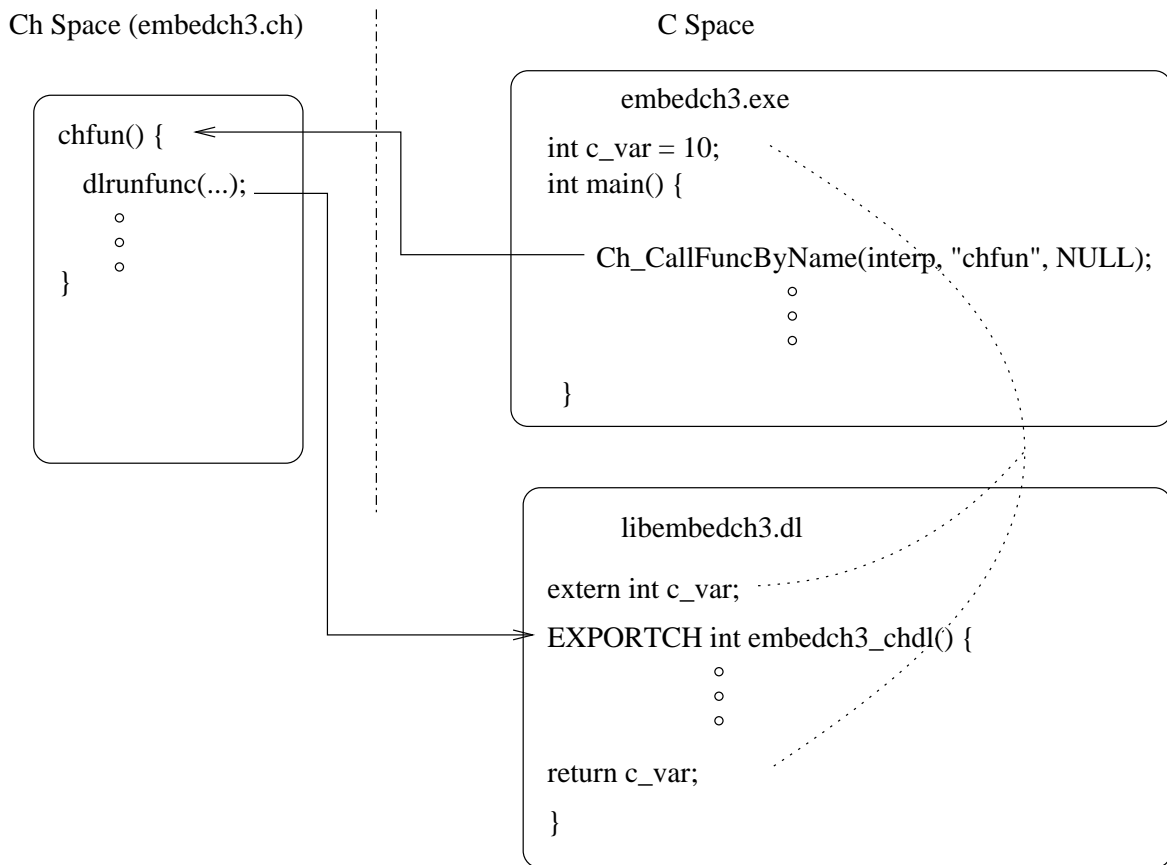 Ch Space (embedch3.ch)
C Space
chfun() {
dlrunfunc(...);
}
embedch3.exe
int c_var = 10;
int main() {
Ch_CallFuncByName(interp, "chfun", NULL);
}
libembedch3.dl
extern int c_var;
EXPORTCH int embedch3_chdl() {
return c_var;
}